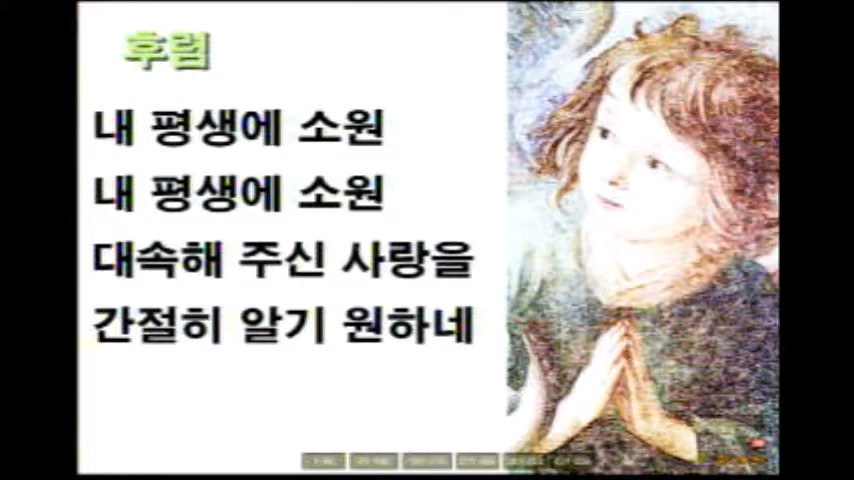 후렴
내 평생에 소원
내 평생에 소원
대속해 주신 사랑을
간절히 알기 원하네